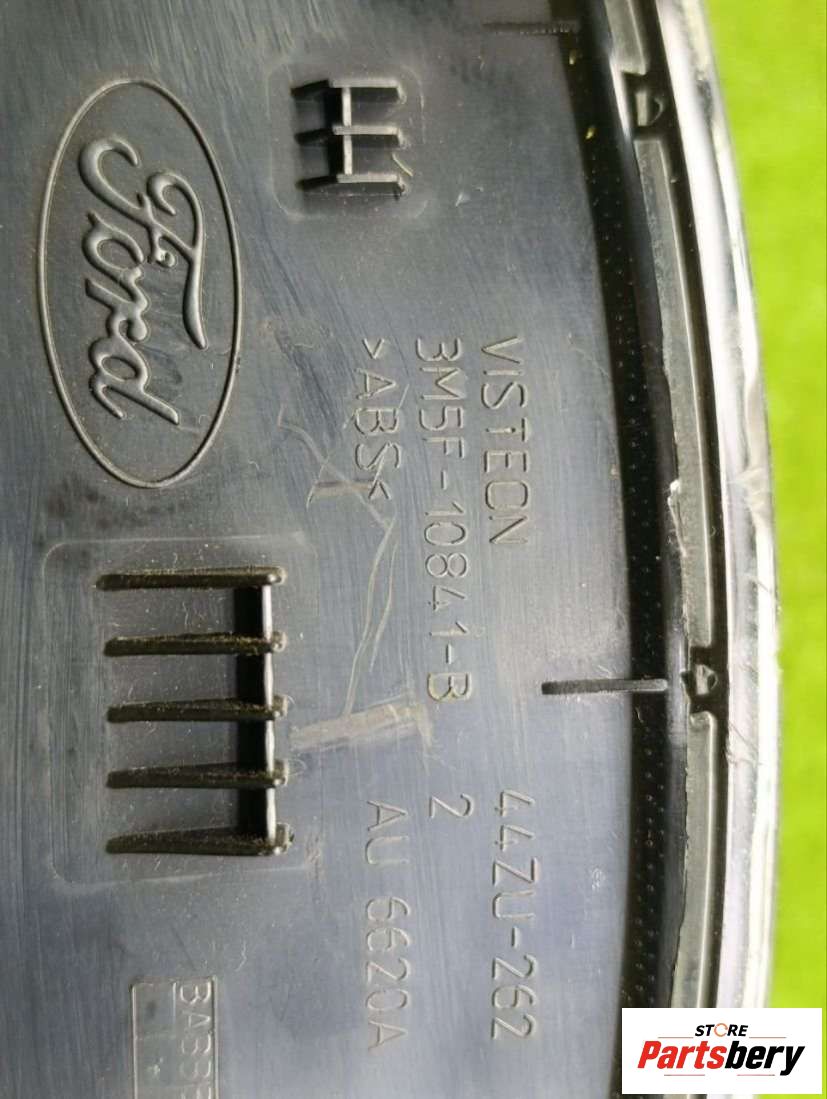 Ford
VISTEON
3M5F-10841-B
>ABS<
44ZU-262
2
AU 6620A
STORE
Partsbery